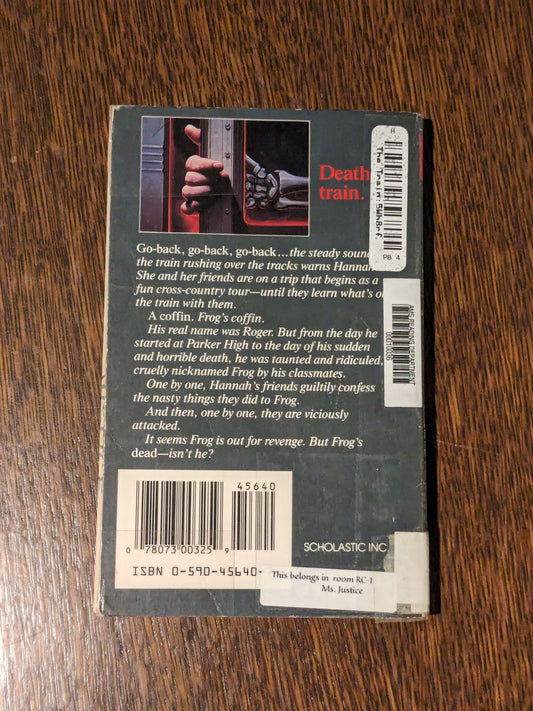 Death
train.
A
The Train:SWhBrf.
PB 4
Go-back, go-back, go-back...the steady soun
the train rushing over the tracks warns Hanna
She and her friends are on a trip that begins as a
fun cross-country tour—until they learn what's o
the train with them.
A coffin. Frog's coffin.
His real name was Roger. But from the day he
started at Parker High to the day of his sudden
and horrible death, he was taunted and ridiculed,
cruelly nicknamed Frog by his classmates.
One by one, Hannah's friends guiltily confess
the nasty things they did to Frog.
And then, one by one, they are viciously
attacked.
It seems Frog is out for revenge. But Frog's
dead—isn't he?
AMS READING DEPARTMENT
00010036
45640
0 78073 00325 9
ISBN 0-590-45640-
SCHOLASTIC INC.
This belongs in room RC-1
Ms. Justice